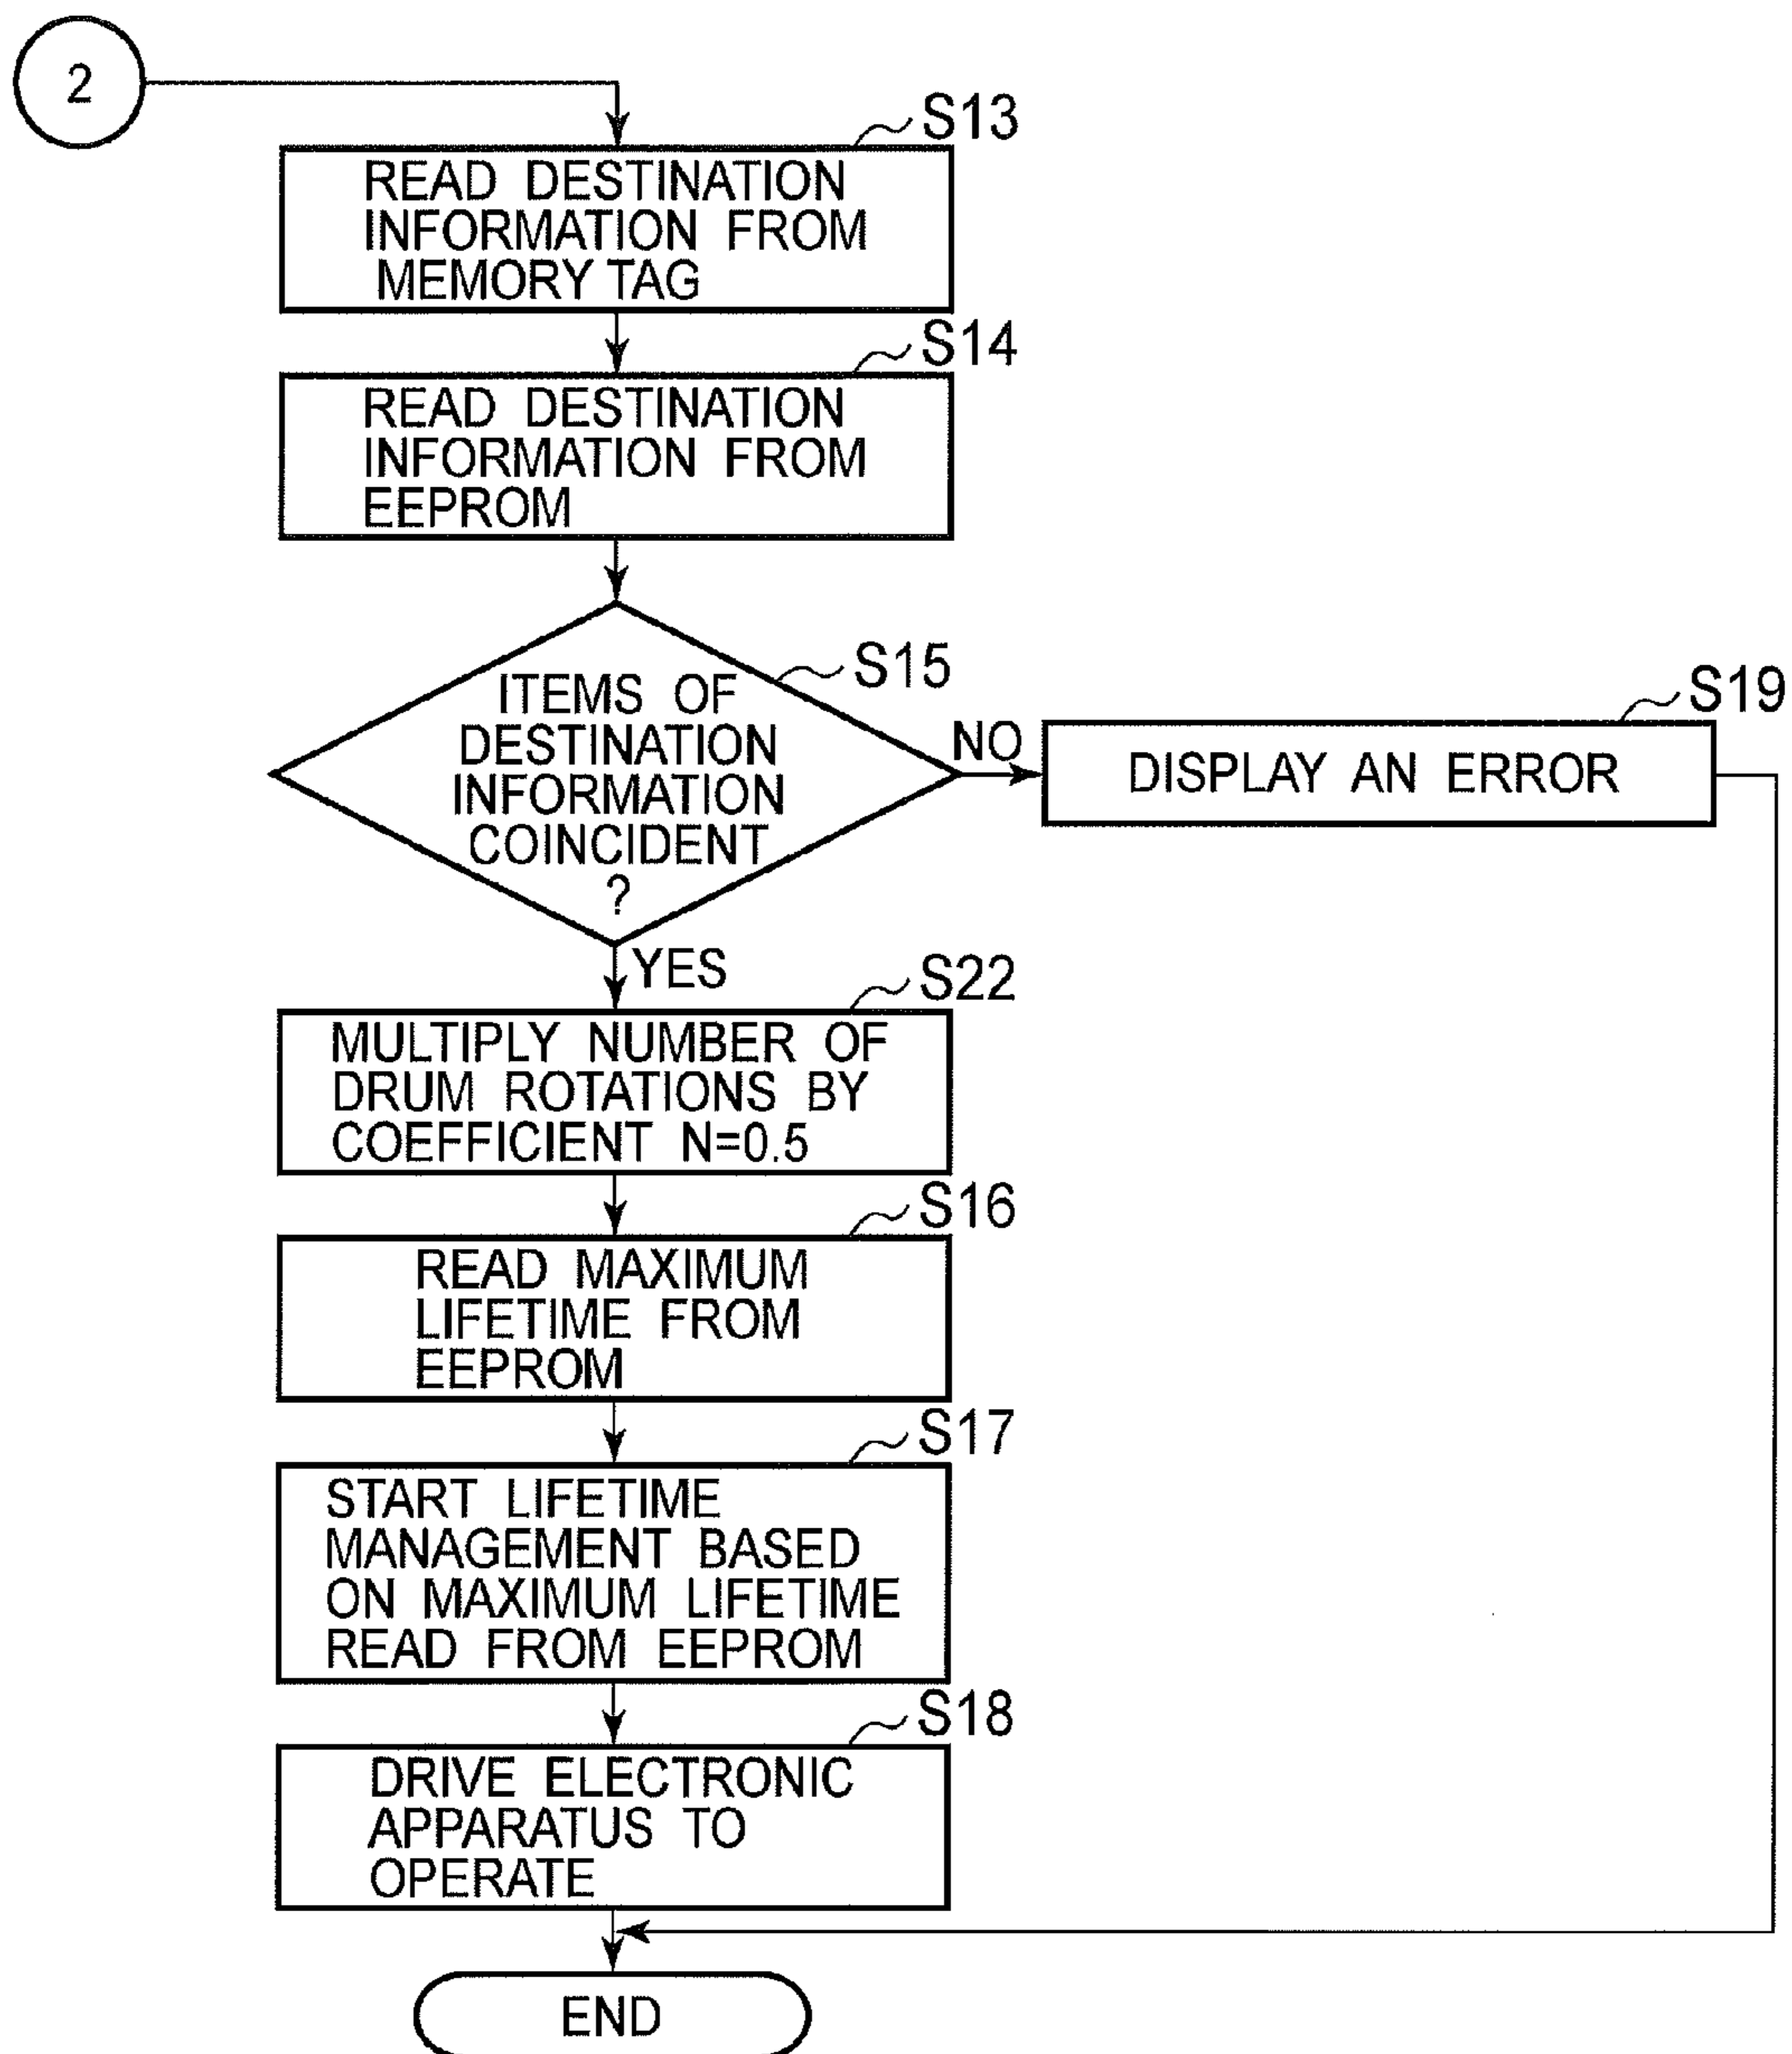 2
S13
READ DESTINATION
INFORMATION FROM
MEMORY TAG
S14
READ DESTINATION
INFORMATION FROM
EEPROM
S15
ITEMS OF
DESTINATION
INFORMATION
COINCIDENT
?
NO
S19
DISPLAY AN ERROR
YES
S22
MULTIPLY NUMBER OF
DRUM ROTATIONS BY
COEFFICIENT N=0.5
S16
READ MAXIMUM
LIFETIME FROM
EEPROM
S17
START LIFETIME
MANAGEMENT BASED
ON MAXIMUM LIFETIME
READ FROM EEPROM
S18
DRIVE ELECTRONIC
APPARATUS TO
OPERATE
END